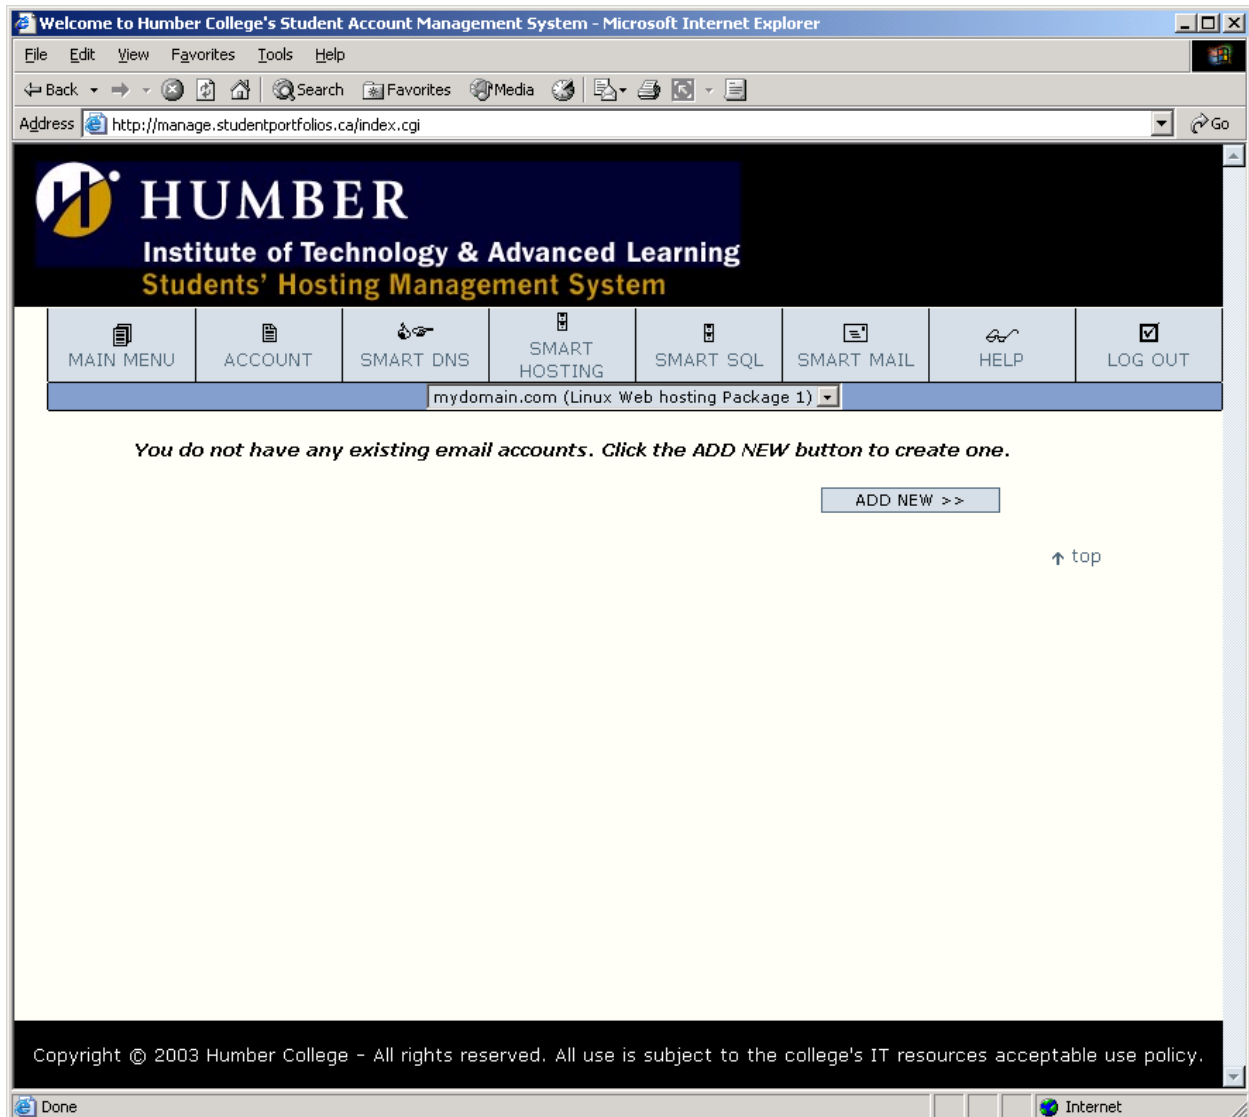 Welcome to Humber College's Student Account Management System - Microsoft Internet Explorer
File Edit View Favorites Tools Help
Back Search Favorites Media
Address http://manage.studentportfolios.ca/index.cgi Go
HUMBER
Institute of Technology & Advanced Learning
Students' Hosting Management System
MAIN MENU ACCOUNT SMART DNS SMART HOSTING SMART SQL SMART MAIL HELP LOG OUT
mydomain.com (Linux Web hosting Package 1)
You do not have any existing email accounts. Click the ADD NEW button to create one.
ADD NEW >>
top
Copyright © 2003 Humber College - All rights reserved. All use is subject to the college's IT resources acceptable use policy.
Done Internet